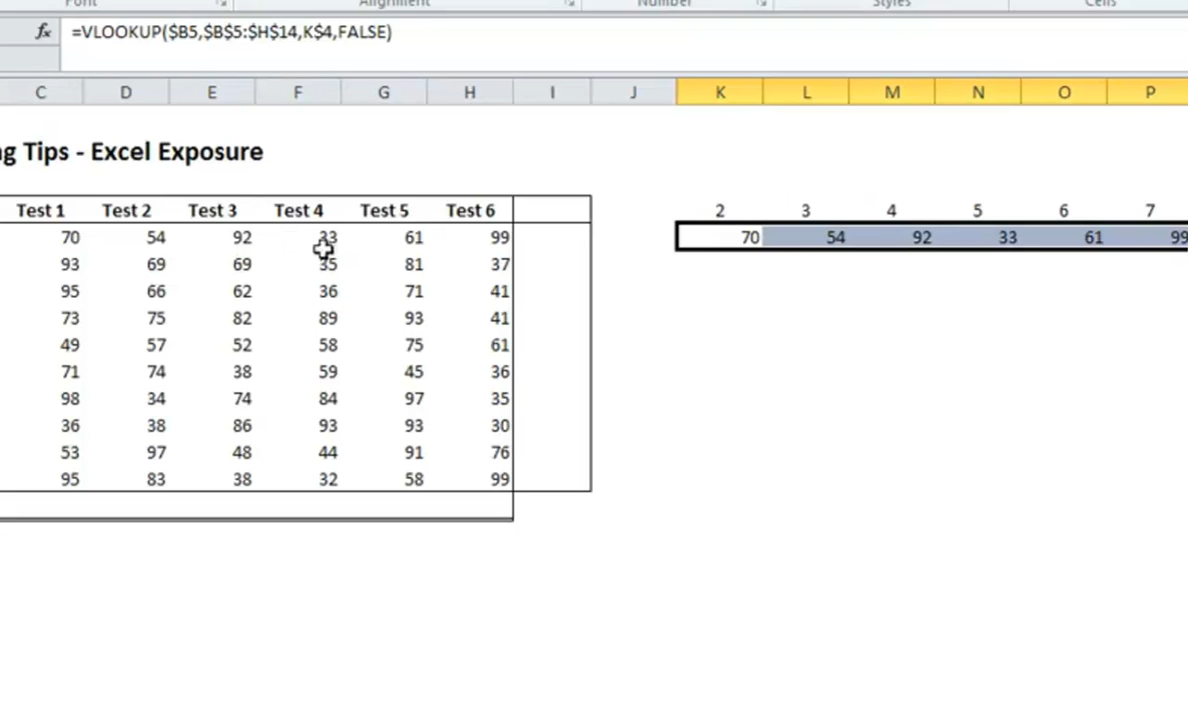 Font Alignment Number Styles Cells
fx =VLOOKUP($B5,$B$5:$H$14,K$4,FALSE)
C D E F G H I J K L M N O P
g Tips - Excel Exposure
Test 1 Test 2 Test 3 Test 4 Test 5 Test 6 2 3 4 5 6 7
70 54 92 33 61 99 70 54 92 33 61 99
93 69 69 35 81 37
95 66 62 36 71 41
73 75 82 89 93 41
49 57 52 58 75 61
71 74 38 59 45 36
98 34 74 84 97 35
36 38 86 93 93 30
53 97 48 44 91 76
95 83 38 32 58 99